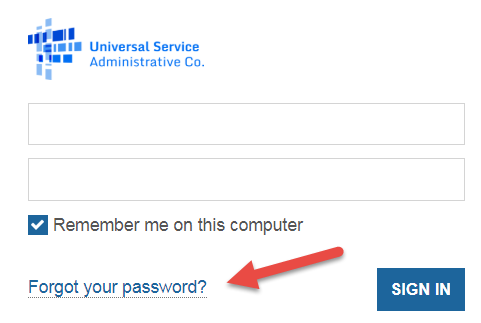 Universal Service
Administrative Co.
Remember me on this computer
Forgot your password?
SIGN IN